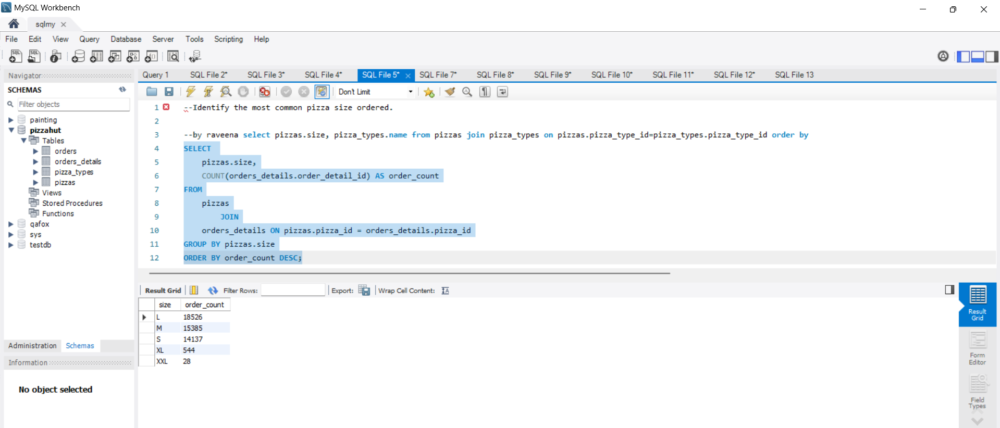 MySQL Workbench
sqlmy
File Edit View Query Database Server Tools Scripting Help
Navigator
Query 1 SQL File 2* SQL File 3* SQL File 4* SQL File 5* SQL File 7* SQL File 8* SQL File 9* SQL File 10* SQL File 11* SQL File 12* SQL File 13
SCHEMAS
Don't Limit
Filter objects
painting
pizzahut
Tables
orders
orders_details
pizza_types
pizzas
Views
Stored Procedures
Functions
qafox
sys
testdb
Administration Schemas
Information
No object selected
1 --Identify the most common pizza size ordered.
2
3 --by raveena select pizzas.size, pizza_types.name from pizzas join pizza_types on pizzas.pizza_type_id=pizza_types.pizza_type_id order by
4 SELECT
5 pizzas.size,
6 COUNT(orders_details.order_detail_id) AS order_count
7 FROM
8 pizzas
9 JOIN
10 orders_details ON pizzas.pizza_id = orders_details.pizza_id
11 GROUP BY pizzas.size
12 ORDER BY order_count DESC;
Result Grid Filter Rows: Export: Wrap Cell Content:
size order_count
L 18526
M 15385
S 14137
XL 544
XXL 28
Result
Grid
Form
Editor
Field
Types